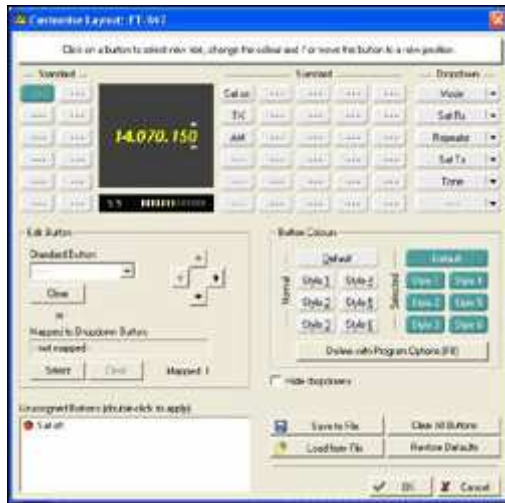 Customise Layout: FT-847
Click on a button to select new text, change the colour and / or move the button to a new position.
Standard Standard Dropdown
--- --- Sat on --- --- --- --- Mode
--- --- TX --- --- --- --- Sat Rx
--- --- 14.070.150 AM --- --- --- --- Repeater
--- --- --- --- --- --- --- Sat Tx
--- --- --- --- --- --- --- Tone
--- --- S 9 --- --- --- --- --- ---
Edit Button Button Colours
Standard Button Default Default
--- Style 1 Style 4 Style 1 Style 4
Clear Normal Style 2 Style 5 Selected Style 2 Style 5
or Style 3 Style 6 Style 3 Style 6
Mapped to Dropdown Button
not mapped Define with Program Options (F8)
Select Clear Mapped: 1
Hide dropdowns
Unassigned Buttons (double-click to apply)
Sat off Save to File Clear All Buttons
Load from File Restore Defaults
OK Cancel